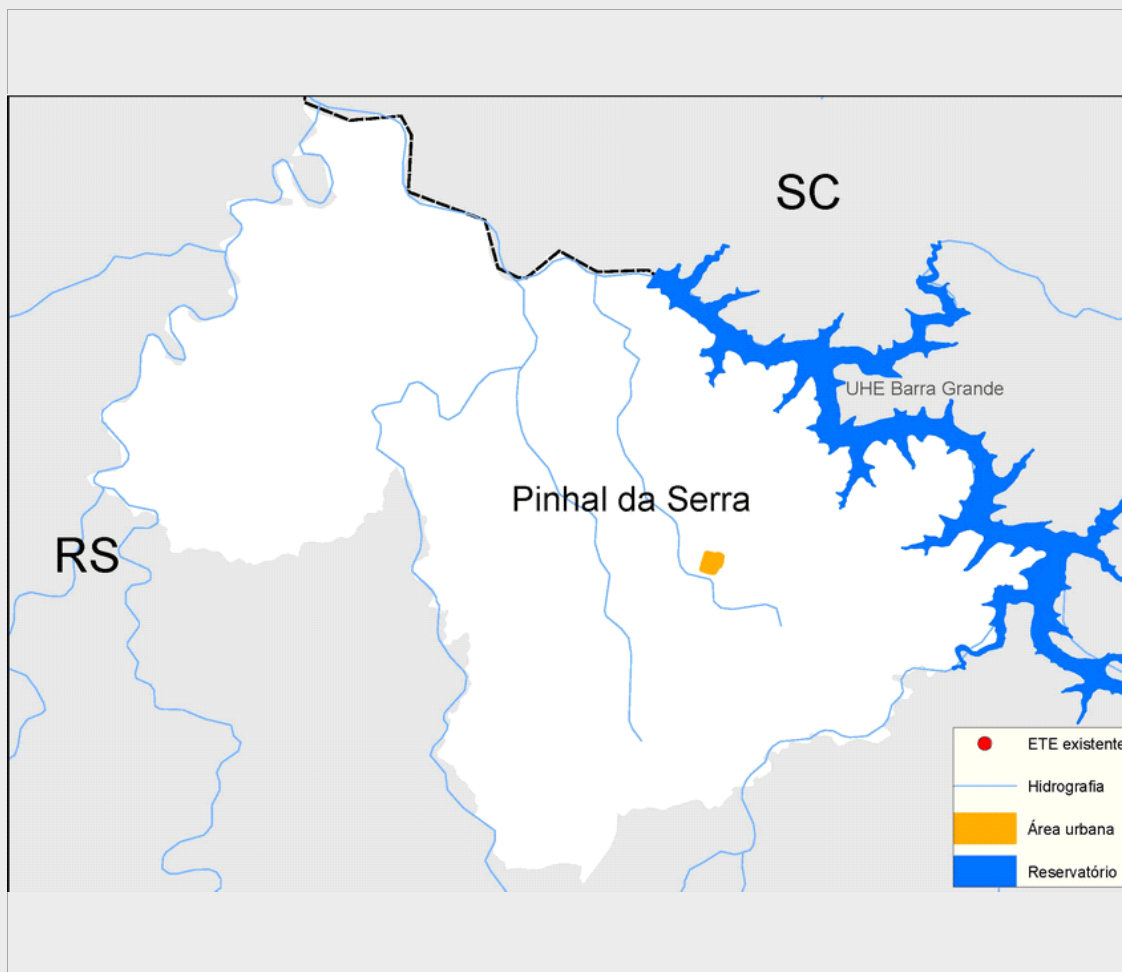 SC
UHE Barra Grande
Pinhal da Serra
RS
ETE existente
Hidrografia
Área urbana
Reservatório